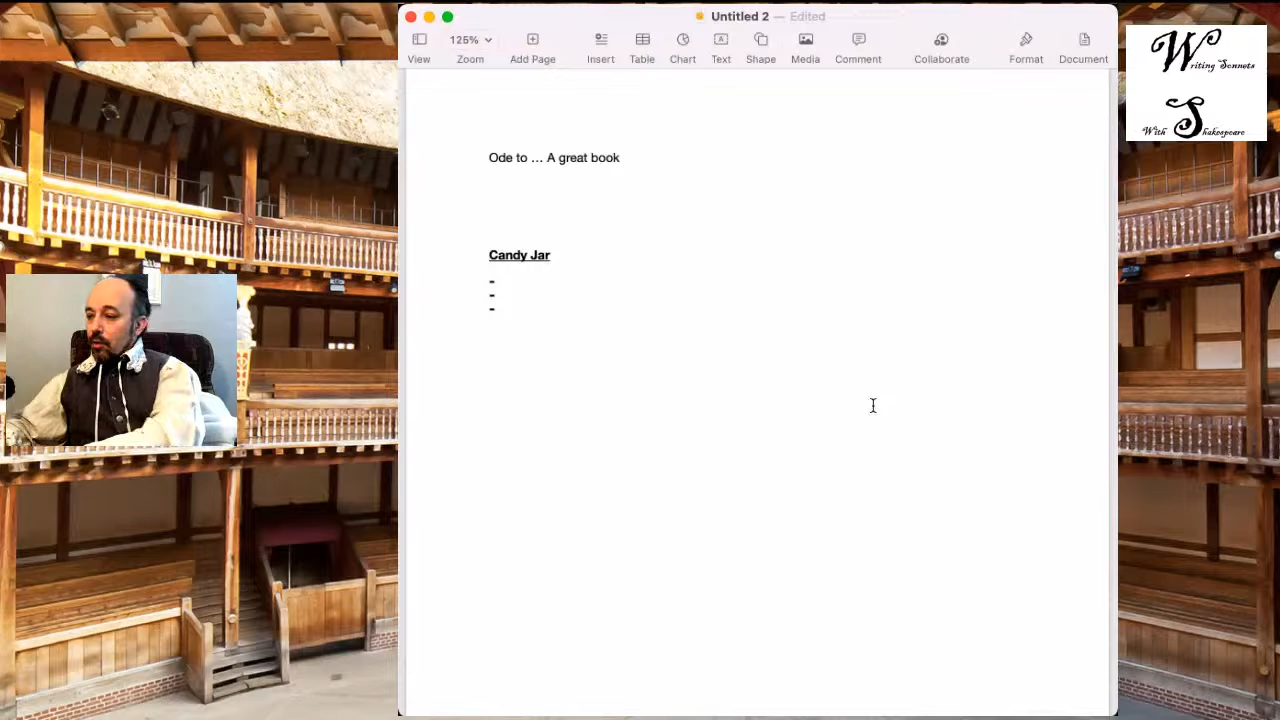 Untitled 2 — Edited
125%
View Zoom Add Page Insert Table Chart Text Shape Media Comment Collaborate Format Document
Writing Sonnets
With Shakespeare
Ode to … A great book
Candy Jar
-
-
-